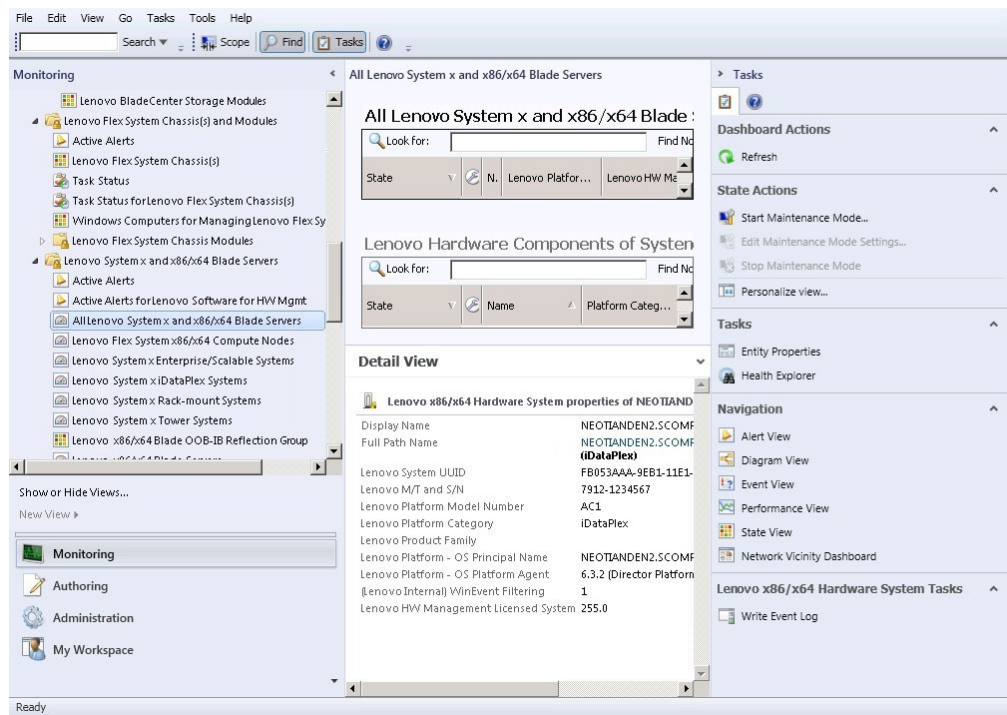 File Edit View Go Tasks Tools Help
Search Scope Find Tasks
Monitoring
Lenovo BladeCenter Storage Modules
Lenovo Flex System Chassis(s) and Modules
Active Alerts
Lenovo Flex System Chassis(s)
Task Status
Task Status for Lenovo Flex System Chassis(s)
Windows Computers for Managing Lenovo Flex Sy
Lenovo Flex System Chassis Modules
Lenovo System x and x86/x64 Blade Servers
Active Alerts
Active Alerts for Lenovo Software for HW Mgmt
All Lenovo System x and x86/x64 Blade Servers
Lenovo Flex System x86/x64 Compute Nodes
Lenovo System x Enterprise/Scalable Systems
Lenovo System x iDataPlex Systems
Lenovo System x Rack-mount Systems
Lenovo System x Tower Systems
Lenovo x86/x64 Blade OOB-IB Reflection Group
Show or Hide Views...
New View
Monitoring
Authoring
Administration
My Workspace
All Lenovo System x and x86/x64 Blade Servers
All Lenovo System x and x86/x64 Blade
Look for: Find No
State N. Lenovo Platfor... Lenovo HW Ma
Lenovo Hardware Components of System
Look for: Find No
State Name Platform Categ...
Detail View
Lenovo x86/x64 Hardware System properties of NEOTIAND
Display Name NEOTIANDEN2.SCOMF
Full Path Name NEOTIANDEN2.SCOMF
(iDataPlex)
Lenovo System UUID FB053AAA-9EB1-11E1-
Lenovo M/T and S/N 7912-1234567
Lenovo Platform Model Number AC1
Lenovo Platform Category iDataPlex
Lenovo Product Family
Lenovo Platform - OS Principal Name NEOTIANDEN2.SCOMF
Lenovo Platform - OS Platform Agent 6.3.2 (Director Platforn
(Lenovo Internal) WinEvent Filtering 1
Lenovo HW Management Licensed System 255.0
Tasks
Dashboard Actions
Refresh
State Actions
Start Maintenance Mode...
Edit Maintenance Mode Settings...
Stop Maintenance Mode
Personalize view...
Tasks
Entity Properties
Health Explorer
Navigation
Alert View
Diagram View
Event View
Performance View
State View
Network Vicinity Dashboard
Lenovo x86/x64 Hardware System Tasks
Write Event Log
Ready